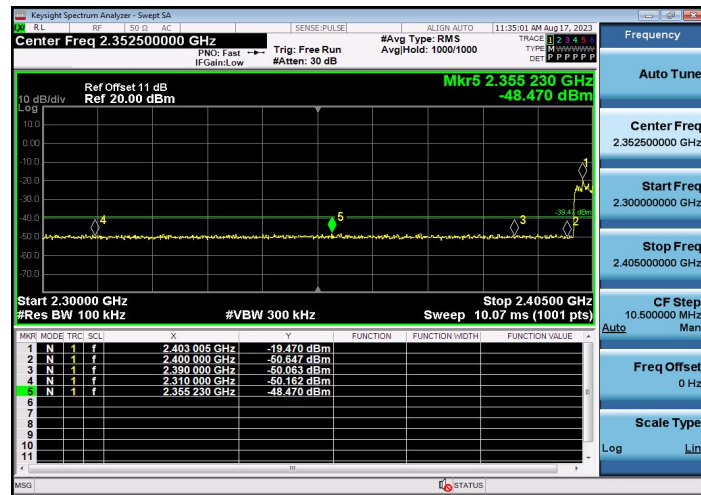 Keysight Spectrum Analyzer - Swept SA
RL RF 50 Ω AC SENSE:PULSE ALIGN AUTO 11:35:01 AM Aug 17, 2023
Center Freq 2.352500000 GHz
PNO: Fast
IFGain:Low
Trig: Free Run
#Atten: 30 dB
#Avg Type: RMS
Avg|Hold: 1000/1000
TRACE 1 2 3 4 5 6
TYPE M W W W W W
DET P P P P P P
Mkr5 2.355 230 GHz
-48.470 dBm
Ref Offset 11 dB
Ref 20.00 dBm
10 dB/div
Log
10.0
0.00
-10.0
-20.0
-30.0
-40.0
-50.0
-60.0
-70.0
1
-39.47 dBm
2
3
4
5
Start 2.30000 GHz Stop 2.40500 GHz
#Res BW 100 kHz #VBW 300 kHz Sweep 10.07 ms (1001 pts)
MKR MODE TRC SCL X Y FUNCTION FUNCTION WIDTH FUNCTION VALUE
1 N 1 f 2.403 005 GHz -19.470 dBm
2 N 1 f 2.400 000 GHz -50.647 dBm
3 N 1 f 2.390 000 GHz -50.063 dBm
4 N 1 f 2.310 000 GHz -50.162 dBm
5 N 1 f 2.355 230 GHz -48.470 dBm
6
7
8
9
10
11
MSG STATUS
Frequency
Auto Tune
Center Freq
2.352500000 GHz
Start Freq
2.300000000 GHz
Stop Freq
2.405000000 GHz
CF Step
10.500000 MHz
Auto Man
Freq Offset
0 Hz
Scale Type
Log Lin